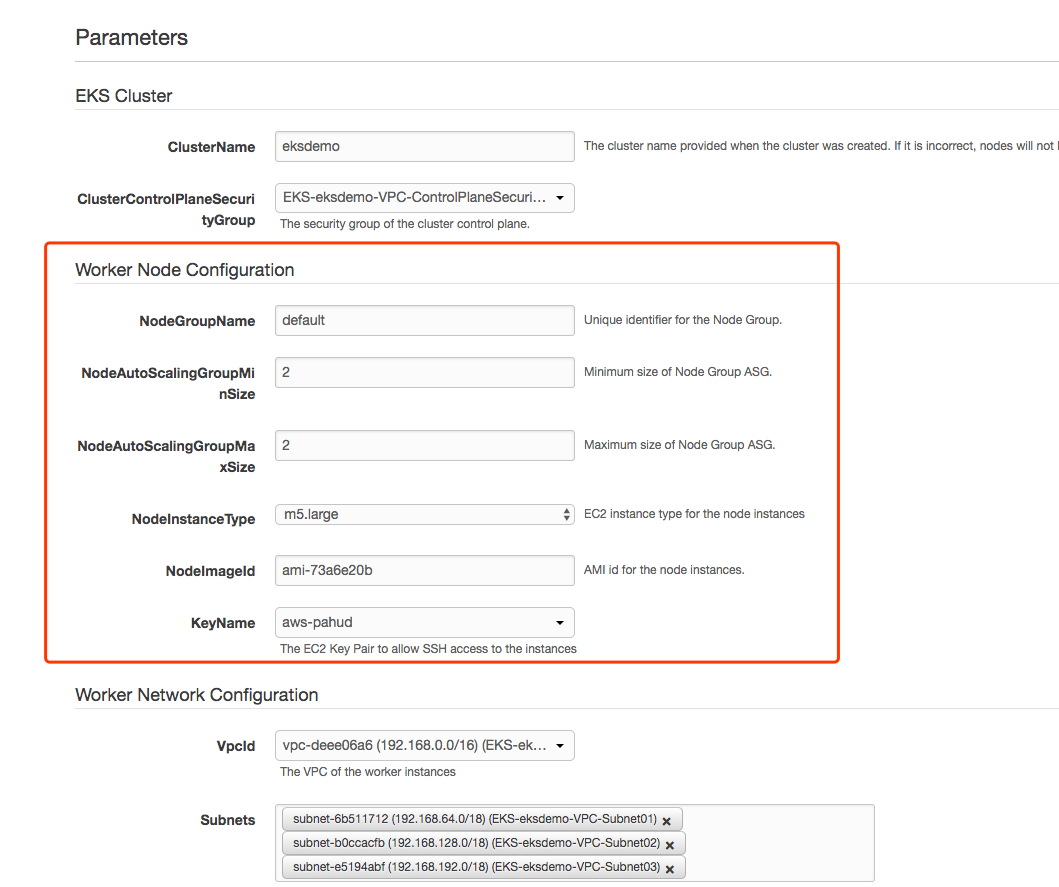 Parameters
EKS Cluster
ClusterName
eksdemo
The cluster name provided when the cluster was created. If it is incorrect, nodes will not
ClusterControlPlaneSecuri
tyGroup
EKS-eksdemo-VPC-ControlPlaneSecuri...
The security group of the cluster control plane.
Worker Node Configuration
NodeGroupName
default
Unique identifier for the Node Group.
NodeAutoScalingGroupMi
nSize
2
Minimum size of Node Group ASG.
NodeAutoScalingGroupMa
xSize
2
Maximum size of Node Group ASG.
NodeInstanceType
m5.large
EC2 instance type for the node instances
NodeImageId
ami-73a6e20b
AMI id for the node instances.
KeyName
aws-pahud
The EC2 Key Pair to allow SSH access to the instances
Worker Network Configuration
VpcId
vpc-deee06a6 (192.168.0.0/16) (EKS-ek...
The VPC of the worker instances
Subnets
subnet-6b511712 (192.168.64.0/18) (EKS-eksdemo-VPC-Subnet01) ×
subnet-b0ccacfb (192.168.128.0/18) (EKS-eksdemo-VPC-Subnet02) ×
subnet-e5194abf (192.168.192.0/18) (EKS-eksdemo-VPC-Subnet03) ×